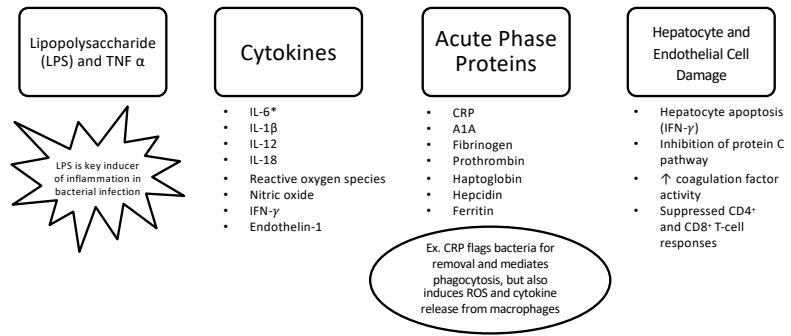 Lipopolysaccharide
(LPS) and TNF α
LPS is key inducer
of inflammation in
bacterial infection
Cytokines
• IL-6*
• IL-1β
• IL-12
• IL-18
• Reactive oxygen species
• Nitric oxide
• IFN-γ
• Endothelin-1
Acute Phase
Proteins
• CRP
• A1A
• Fibrinogen
• Prothrombin
• Haptoglobin
• Hepcidin
• Ferritin
Ex. CRP flags bacteria for
removal and mediates
phagocytosis, but also
induces ROS and cytokine
release from macrophages
Hepatocyte and
Endothelial Cell
Damage
• Hepatocyte apoptosis
(IFN-γ)
• Inhibition of protein C
pathway
• ↑ coagulation factor
activity
• Suppressed CD4⁺
and CD8⁺ T-cell
responses